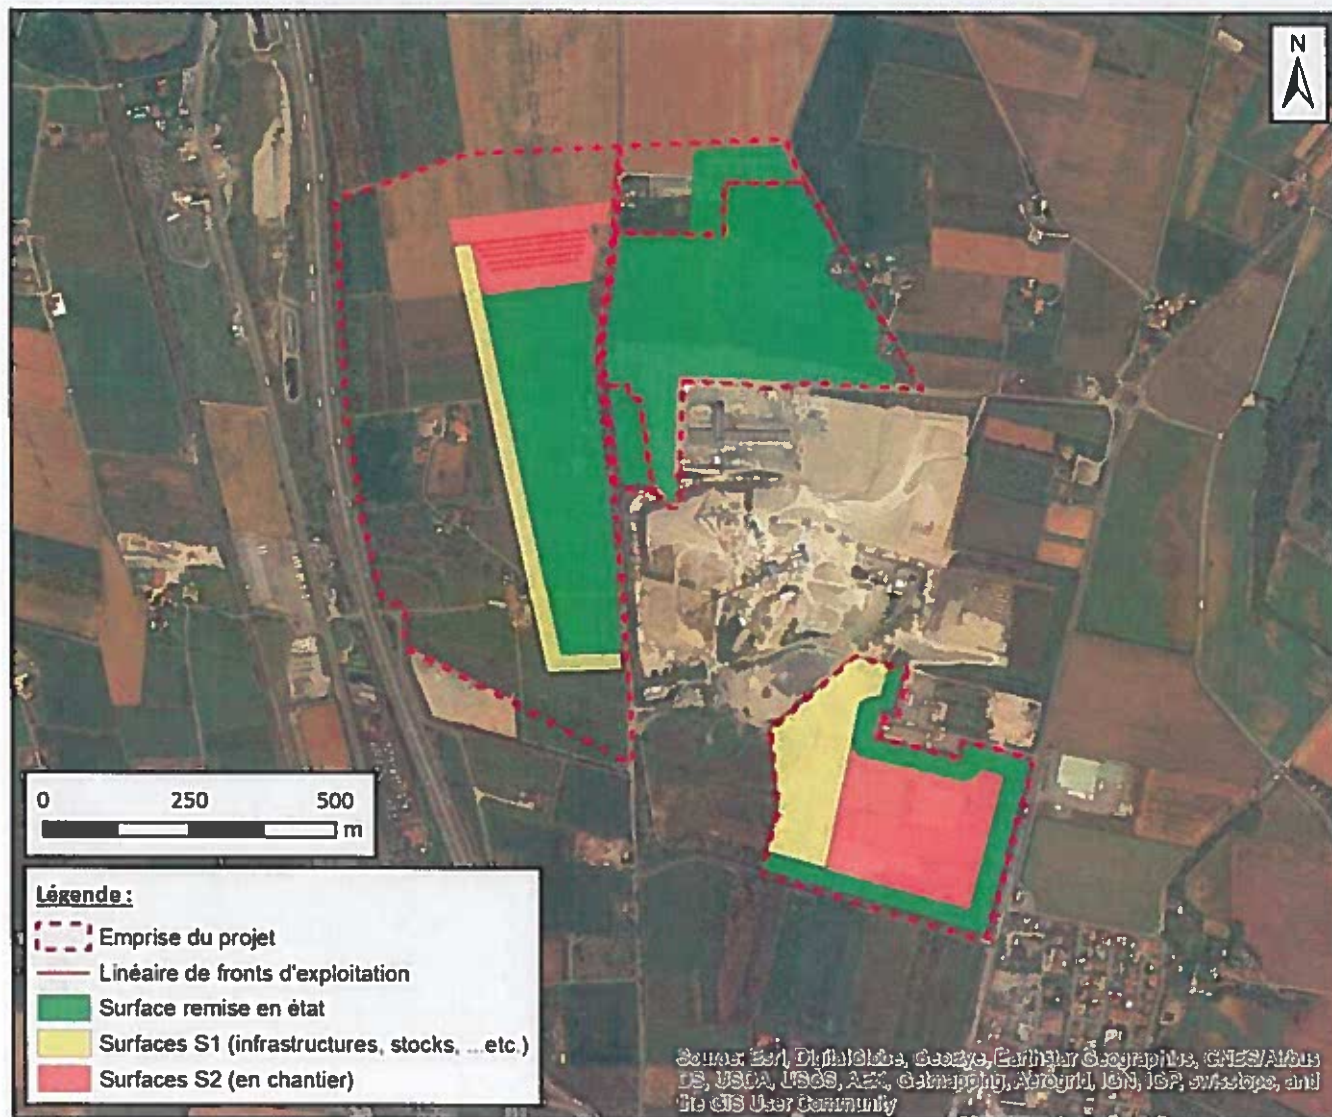 N
0 250 500
m
Légende :
Emprise du projet
Linéaire de fronts d'exploitation
Surface remise en état
Surfaces S1 (infrastructures, stocks, ...etc.)
Surfaces S2 (en chantier)
Source: Esri, DigitalGlobe, GeoEye, Earthstar Geographics, CNES/Airbus
DS, USDA, USGS, AEX, Getmapping, Aerogrid, IGN, IGP, swisstopo, and
the GIS User Community